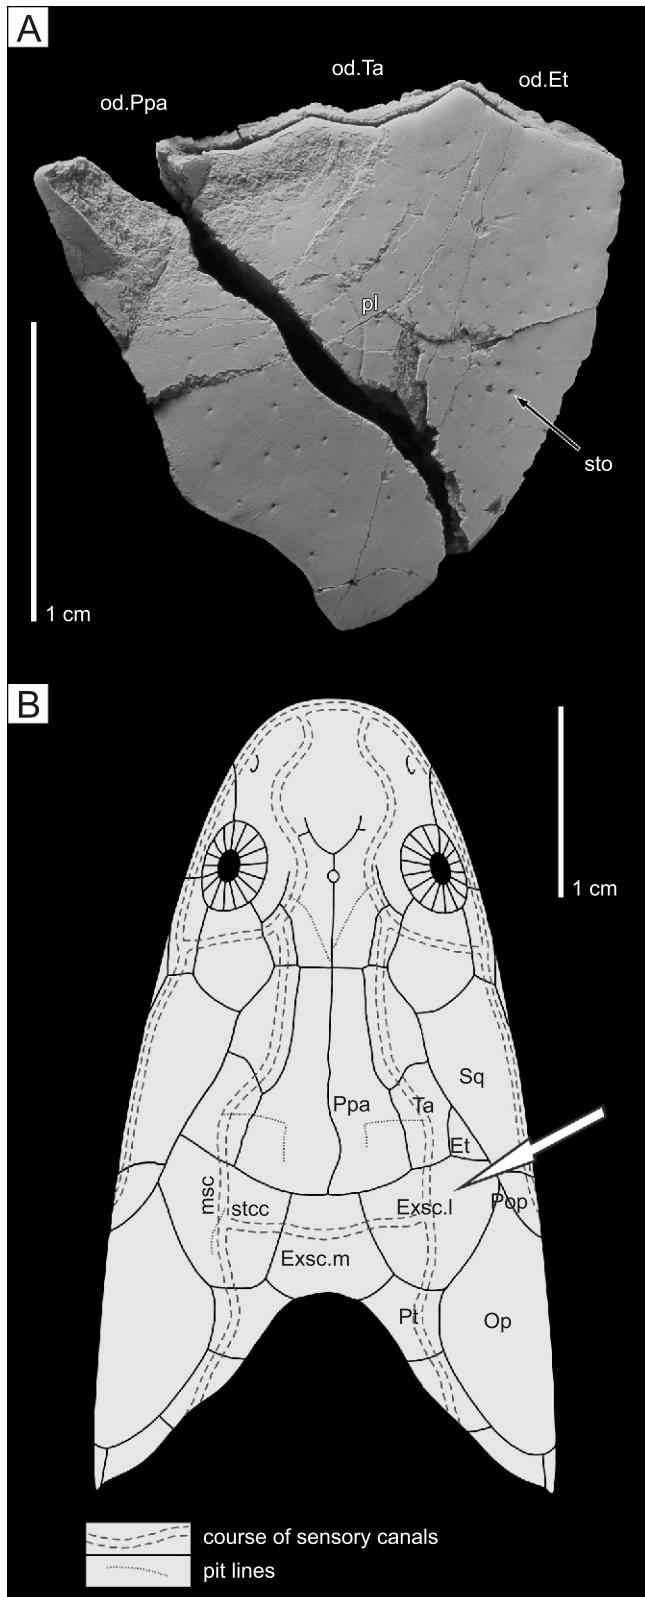 A
od.Ppa
od.Ta
od.Et
pl
sto
1 cm
B
1 cm
Sq
Ppa
Ta
Et
msc
stcc
Exsc.l
Pop
Exsc.m
Pt
Op
course of sensory canals
pit lines